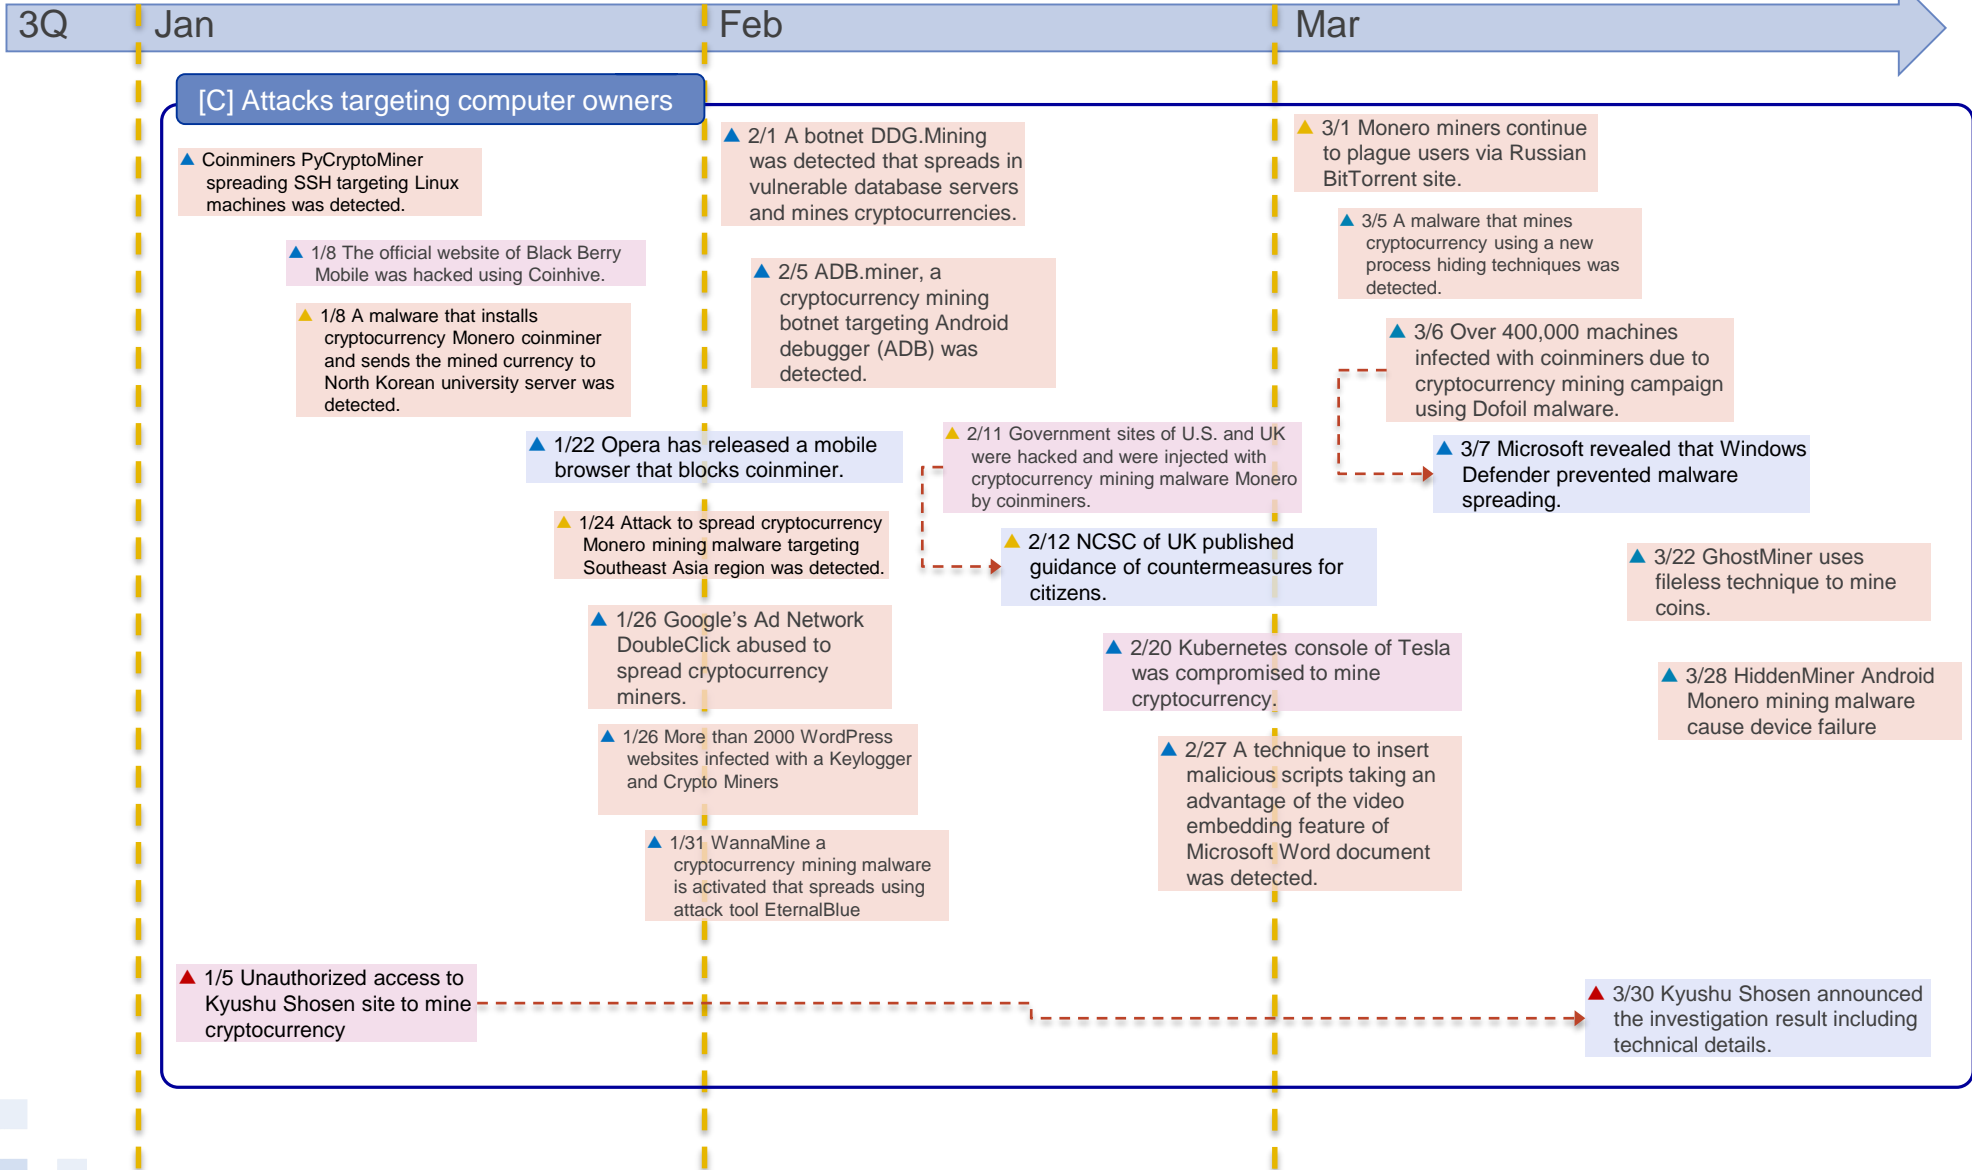 3Q
Jan
Feb
Mar
[C] Attacks targeting computer owners
Coinminers PyCryptoMiner
spreading SSH targeting Linux
machines was detected.
1/8 The official website of Black Berry
Mobile was hacked using Coinhive.
1/8 A malware that installs
cryptocurrency Monero coinminer
and sends the mined currency to
North Korean university server was
detected.
1/22 Opera has released a mobile
browser that blocks coinminer.
1/24 Attack to spread cryptocurrency
Monero mining malware targeting
Southeast Asia region was detected.
1/26 Google's Ad Network
DoubleClick abused to
spread cryptocurrency
miners.
1/26 More than 2000 WordPress
websites infected with a Keylogger
and Crypto Miners
1/31 WannaMine a
cryptocurrency mining malware
is activated that spreads using
attack tool EternalBlue
1/5 Unauthorized access to
Kyushu Shosen site to mine
cryptocurrency
2/1 A botnet DDG.Mining
was detected that spreads in
vulnerable database servers
and mines cryptocurrencies.
2/5 ADB.miner, a
cryptocurrency mining
botnet targeting Android
debugger (ADB) was
detected.
2/11 Government sites of U.S. and UK
were hacked and were injected with
cryptocurrency mining malware Monero
by coinminers.
2/12 NCSC of UK published
guidance of countermeasures for
citizens.
2/20 Kubernetes console of Tesla
was compromised to mine
cryptocurrency.
2/27 A technique to insert
malicious scripts taking an
advantage of the video
embedding feature of
Microsoft Word document
was detected.
3/1 Monero miners continue
to plague users via Russian
BitTorrent site.
3/5 A malware that mines
cryptocurrency using a new
process hiding techniques was
detected.
3/6 Over 400,000 machines
infected with coinminers due to
cryptocurrency mining campaign
using Dofoil malware.
3/7 Microsoft revealed that Windows
Defender prevented malware
spreading.
3/22 GhostMiner uses
fileless technique to mine
coins.
3/28 HiddenMiner Android
Monero mining malware
cause device failure
3/30 Kyushu Shosen announced
the investigation result including
technical details.